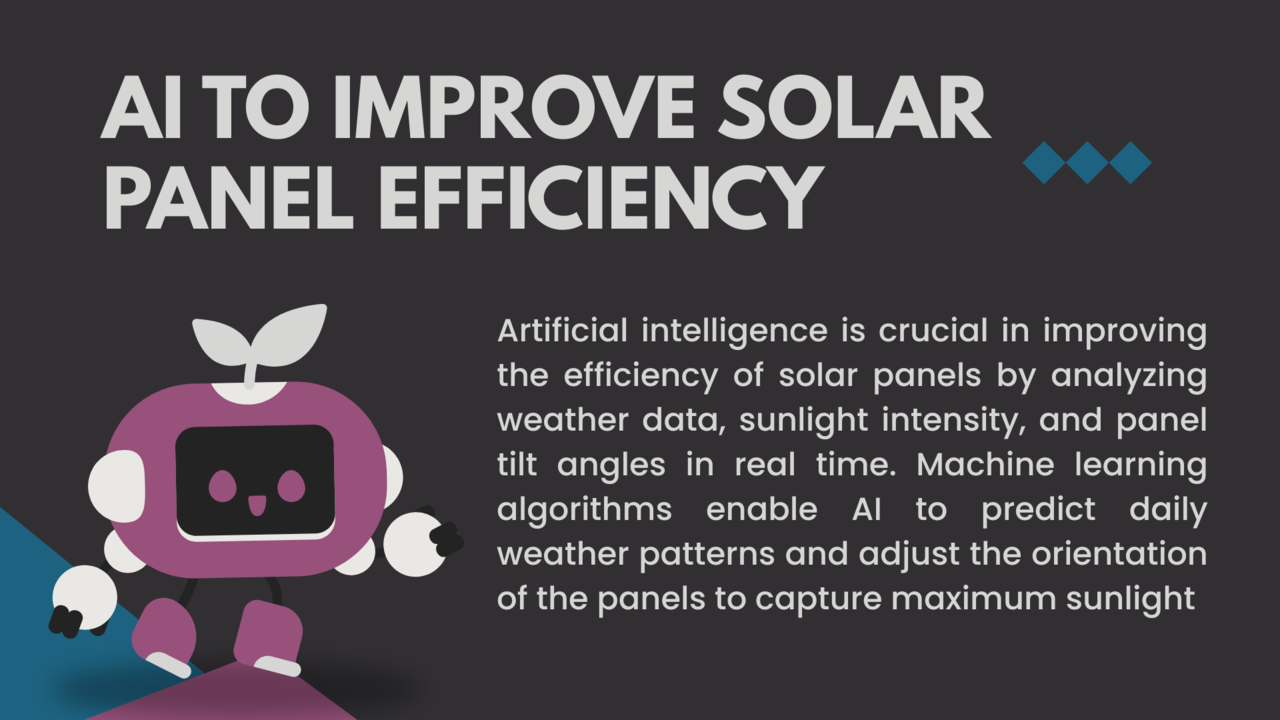 AI TO IMPROVE SOLAR
PANEL EFFICIENCY
Artificial intelligence is crucial in improving
the efficiency of solar panels by analyzing
weather data, sunlight intensity, and panel
tilt angles in real time. Machine learning
algorithms enable AI to predict daily
weather patterns and adjust the orientation
of the panels to capture maximum sunlight